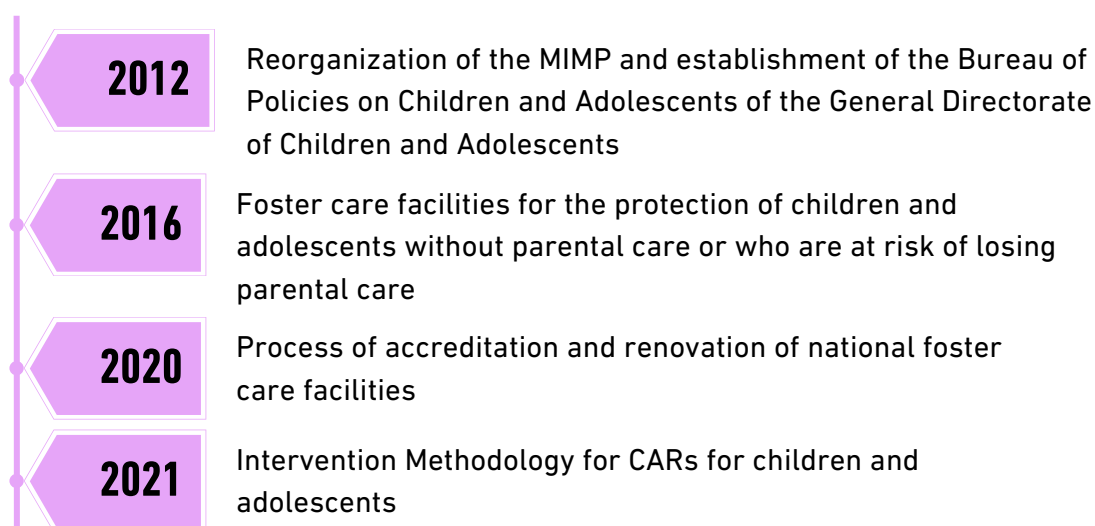 2012
Reorganization of the MIMP and establishment of the Bureau of
Policies on Children and Adolescents of the General Directorate
of Children and Adolescents
2016
Foster care facilities for the protection of children and
adolescents without parental care or who are at risk of losing
parental care
2020
Process of accreditation and renovation of national foster
care facilities
2021
Intervention Methodology for CARs for children and
adolescents